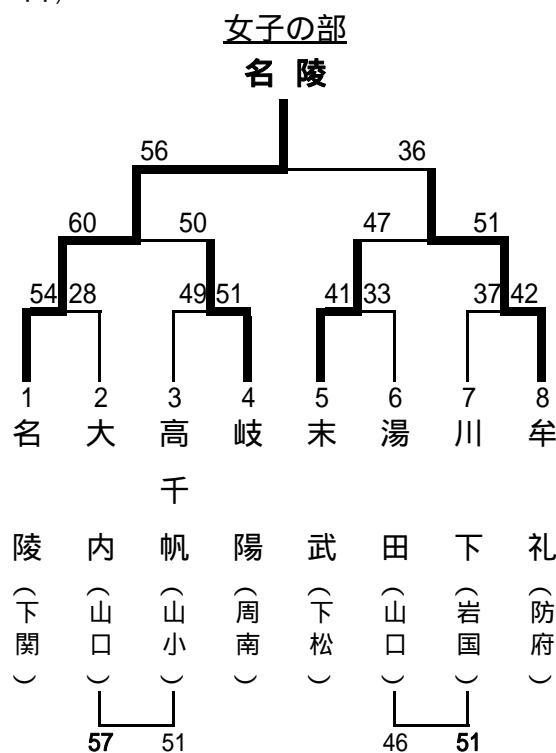 女子の部
名 陵
56 36
60 50 47 51
54 28 49 51 41 33 37 42
1 2 3 4 5 6 7 8
名陵(下関)
大内(山口)
高千帆(山小)
岐陽(周南)
末武(下松)
湯田(山口)
川下(岩国)
牟礼(防府)
57 51 46 51